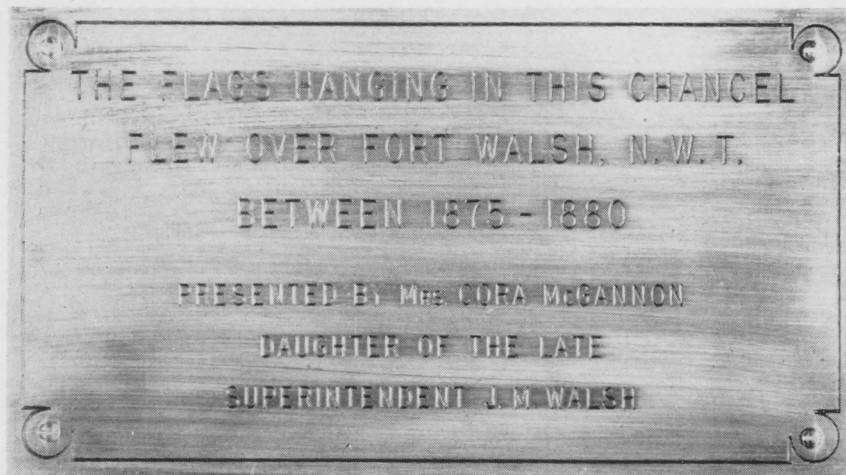 THE FLAGS HANGING IN THIS CHANCEL
FLEW OVER FORT WALSH, N.W.T.
BETWEEN 1875-1880
PRESENTED BY MRS. CORA McGANNON
DAUGHTER OF THE LATE
SUPERINTENDENT J.M. WALSH